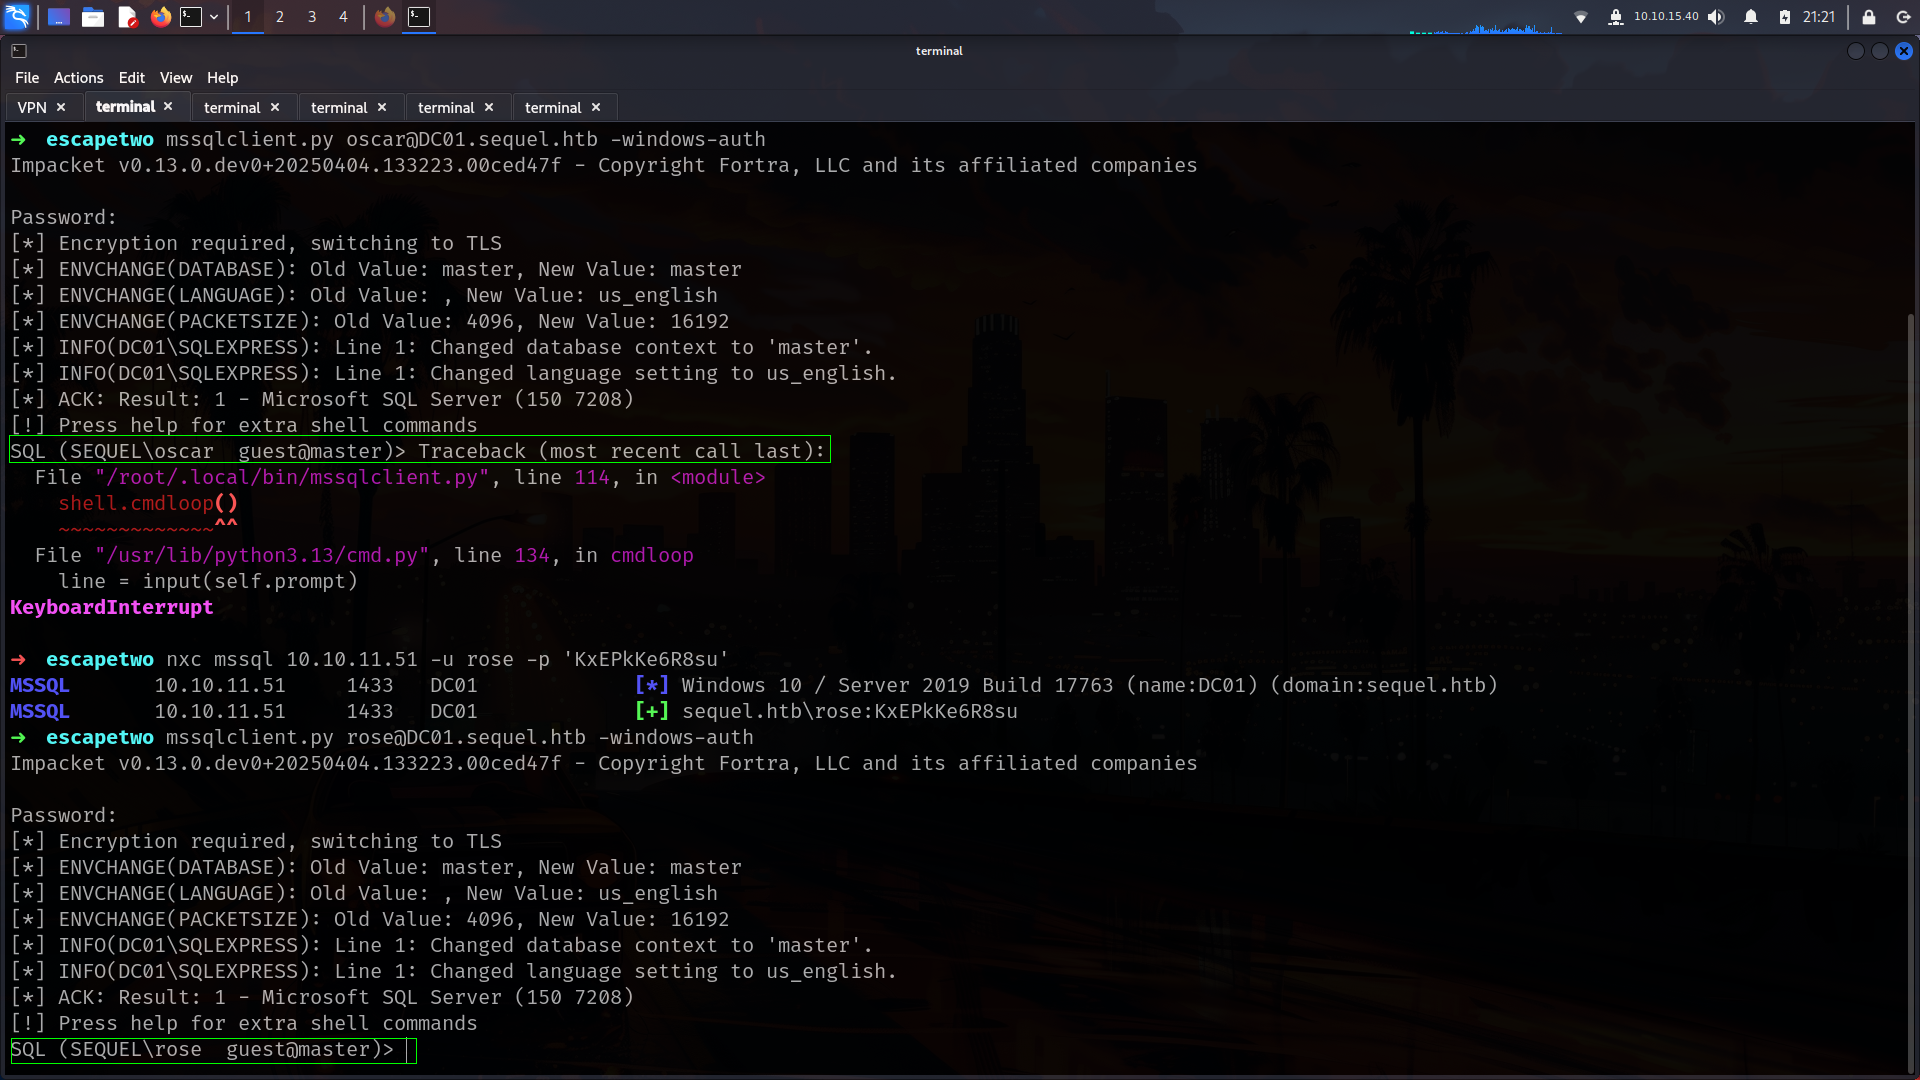 1 2 3 4 10.10.15.40 21:21
terminal
File Actions Edit View Help
VPN × terminal × terminal × terminal × terminal × terminal ×
→ escapetwo mssqlclient.py oscar@DC01.sequel.htb -windows-auth
Impacket v0.13.0.dev0+20250404.133223.00ced47f - Copyright Fortra, LLC and its affiliated companies
Password:
[*] Encryption required, switching to TLS
[*] ENVCHANGE(DATABASE): Old Value: master, New Value: master
[*] ENVCHANGE(LANGUAGE): Old Value: , New Value: us_english
[*] ENVCHANGE(PACKETSIZE): Old Value: 4096, New Value: 16192
[*] INFO(DC01\SQLEXPRESS): Line 1: Changed database context to 'master'.
[*] INFO(DC01\SQLEXPRESS): Line 1: Changed language setting to us_english.
[*] ACK: Result: 1 - Microsoft SQL Server (150 7208)
[!] Press help for extra shell commands
SQL (SEQUEL\oscar  guest@master)> Traceback (most recent call last):
  File "/root/.local/bin/mssqlclient.py", line 114, in <module>
    shell.cmdloop()
    ~~~~~~~~~~~~~^^
  File "/usr/lib/python3.13/cmd.py", line 134, in cmdloop
    line = input(self.prompt)
KeyboardInterrupt
→ escapetwo nxc mssql 10.10.11.51 -u rose -p 'KxEPkKe6R8su'
MSSQL       10.10.11.51     1433   DC01             [*] Windows 10 / Server 2019 Build 17763 (name:DC01) (domain:sequel.htb)
MSSQL       10.10.11.51     1433   DC01             [+] sequel.htb\rose:KxEPkKe6R8su
→ escapetwo mssqlclient.py rose@DC01.sequel.htb -windows-auth
Impacket v0.13.0.dev0+20250404.133223.00ced47f - Copyright Fortra, LLC and its affiliated companies
Password:
[*] Encryption required, switching to TLS
[*] ENVCHANGE(DATABASE): Old Value: master, New Value: master
[*] ENVCHANGE(LANGUAGE): Old Value: , New Value: us_english
[*] ENVCHANGE(PACKETSIZE): Old Value: 4096, New Value: 16192
[*] INFO(DC01\SQLEXPRESS): Line 1: Changed database context to 'master'.
[*] INFO(DC01\SQLEXPRESS): Line 1: Changed language setting to us_english.
[*] ACK: Result: 1 - Microsoft SQL Server (150 7208)
[!] Press help for extra shell commands
SQL (SEQUEL\rose  guest@master)>